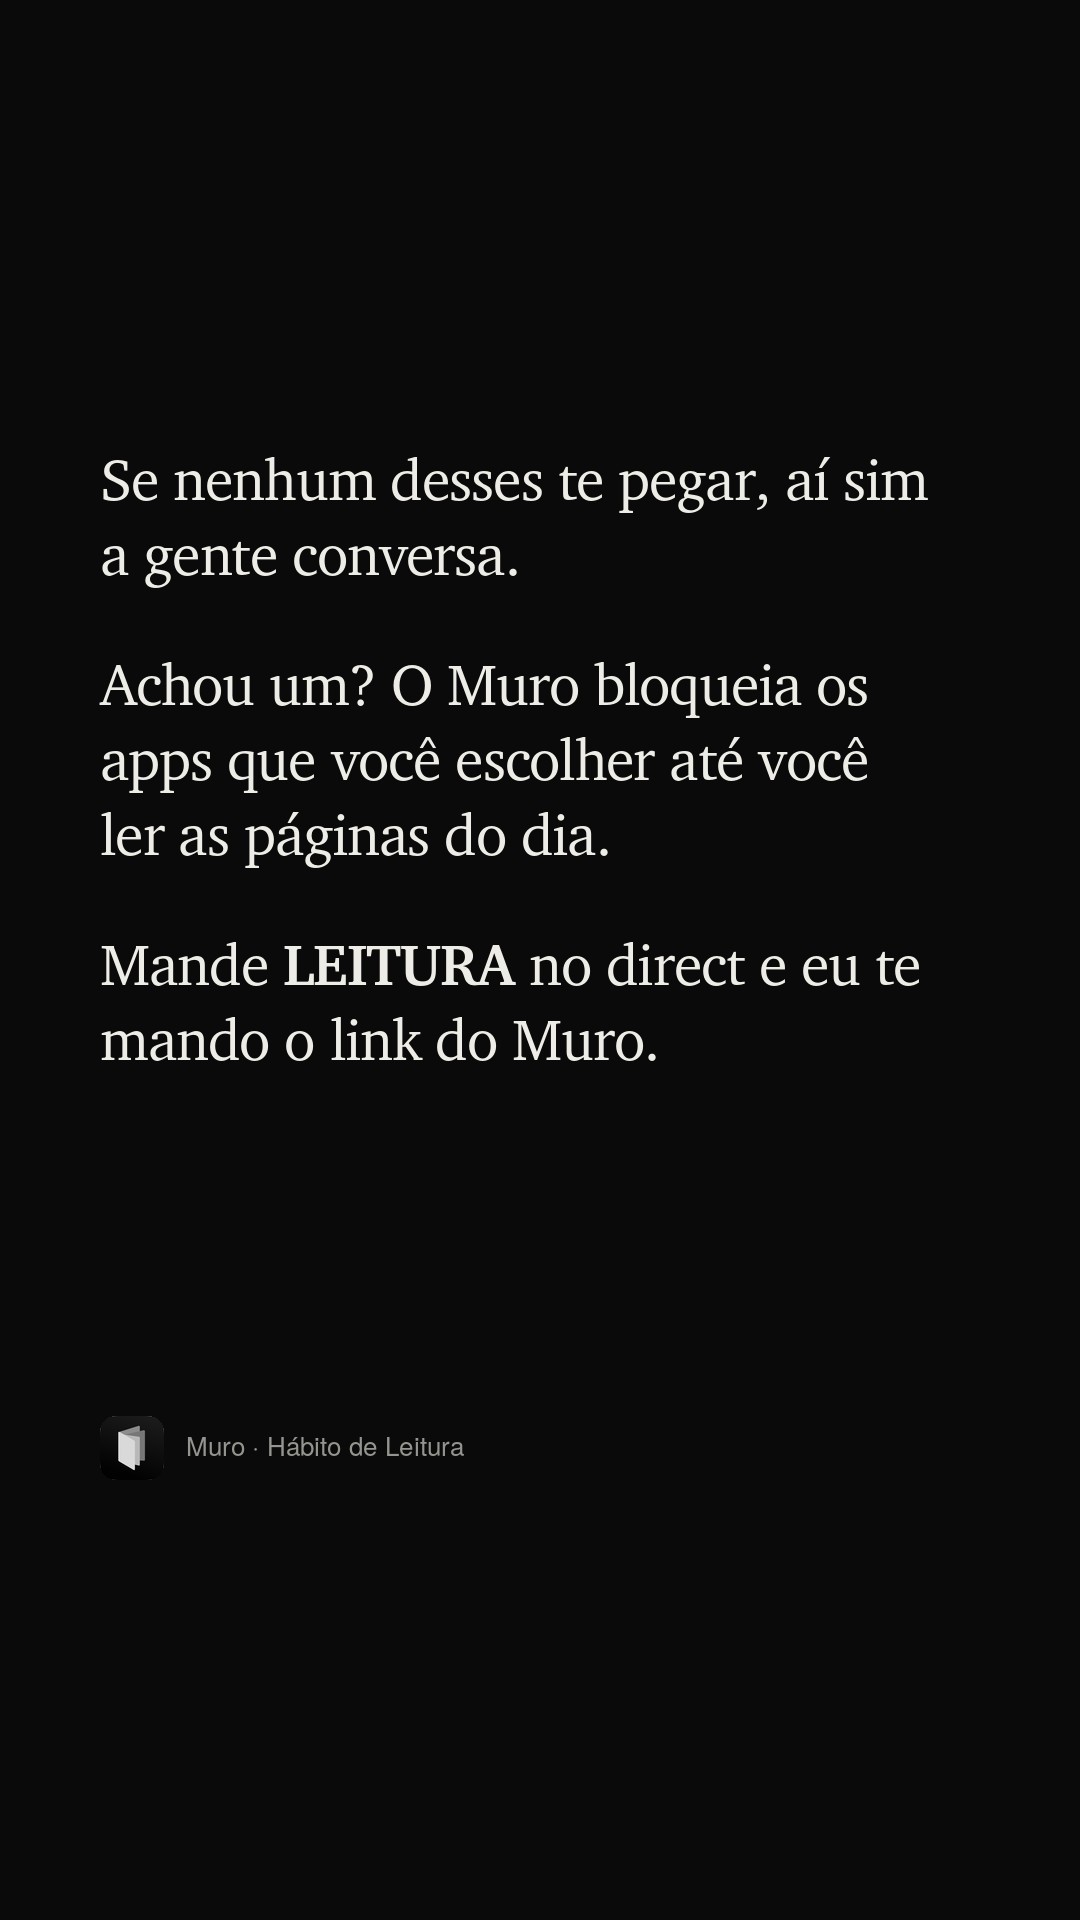 Se nenhum desses te pegar, aí sim
a gente conversa.
Achou um? O Muro bloqueia os
apps que você escolher até você
ler as páginas do dia.
Mande LEITURA no direct e eu te
mando o link do Muro.
Muro · Hábito de Leitura